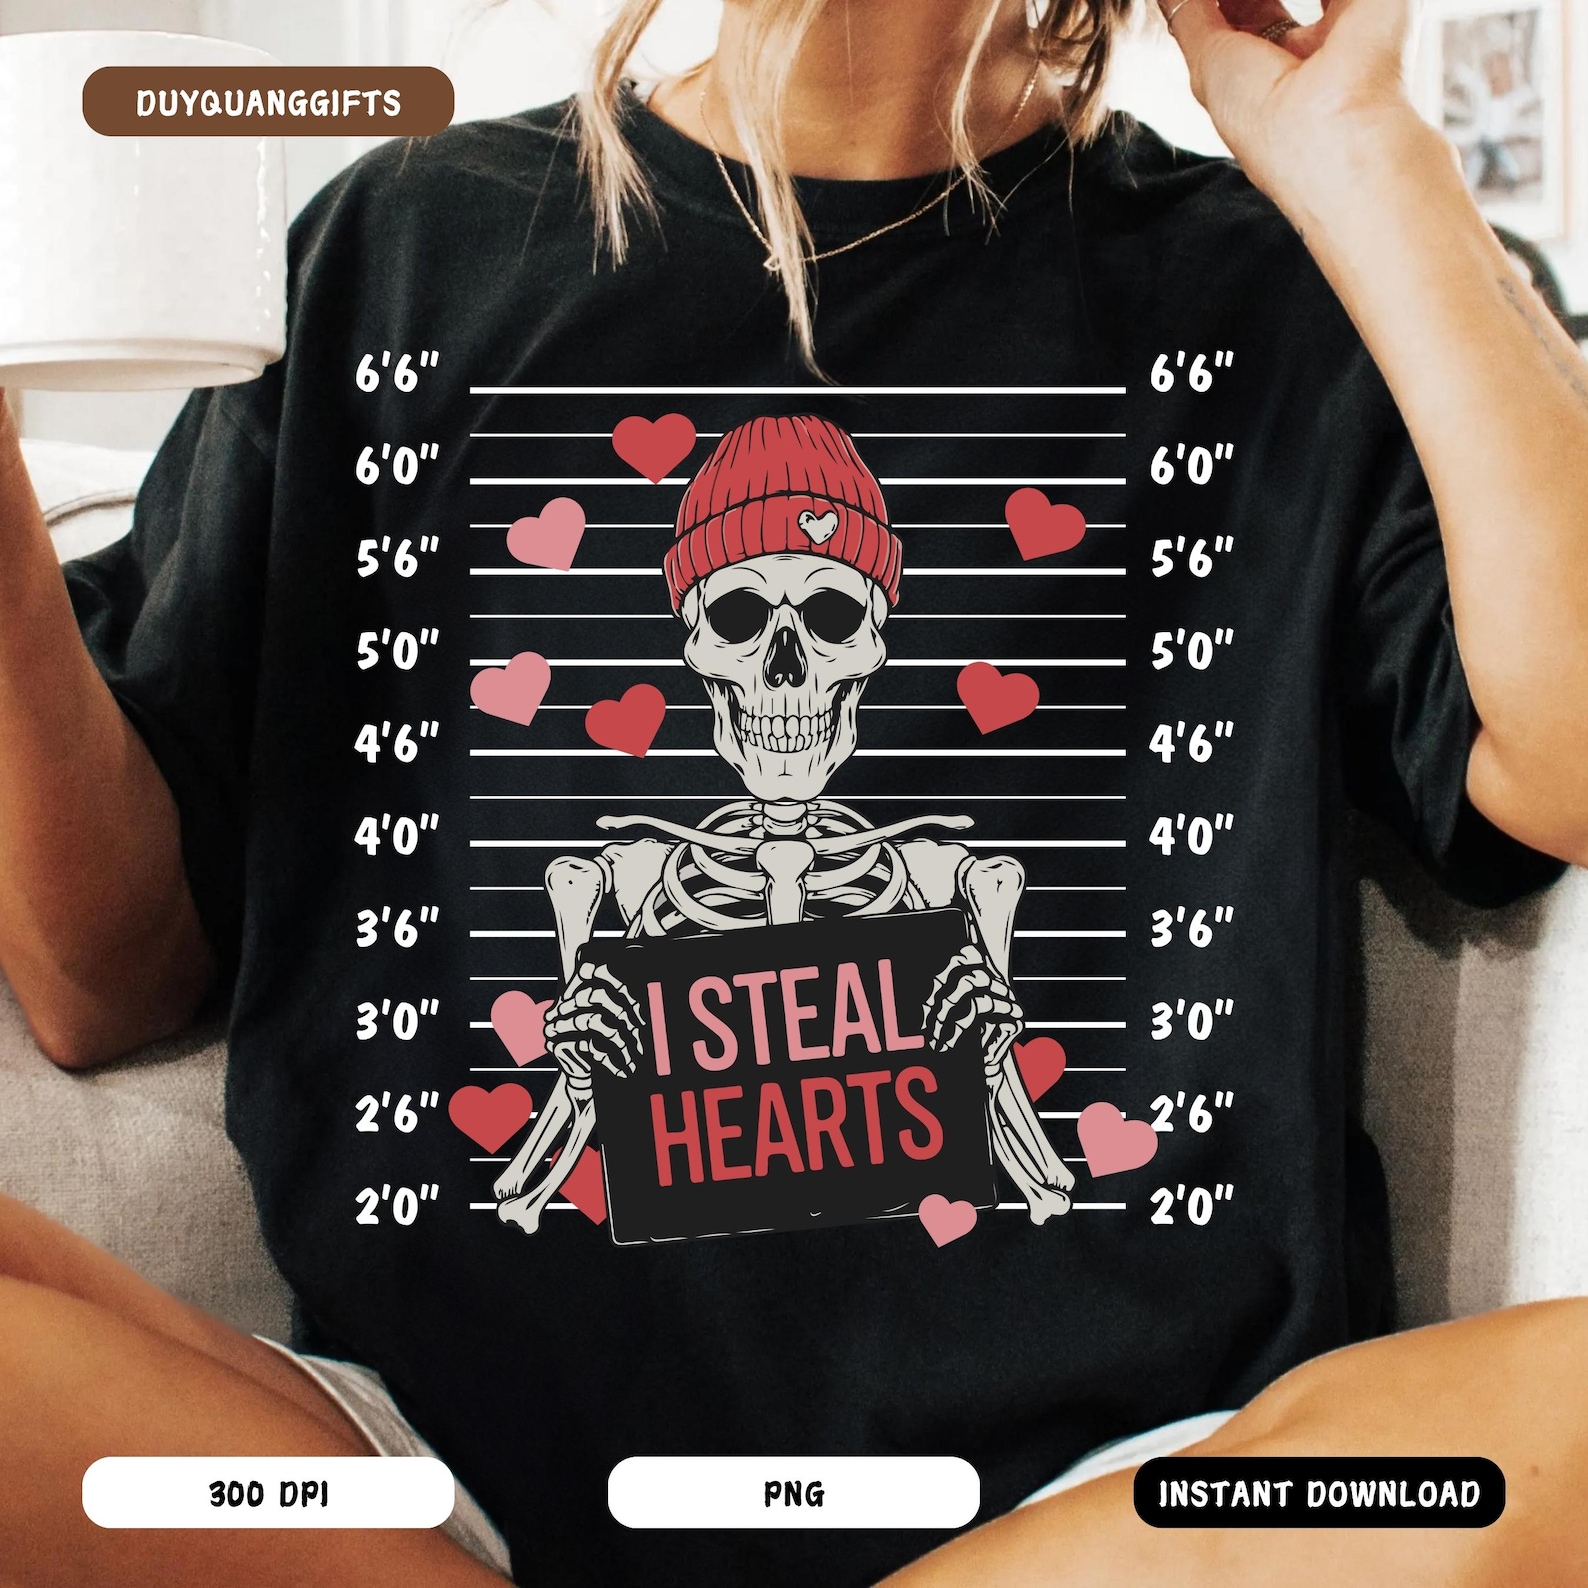 DUYQUANGGIFTS
6'6" 6'6"
6'0" 6'0"
5'6" 5'6"
5'0" 5'0"
4'6" 4'6"
4'0" 4'0"
3'6" 3'6"
3'0" 3'0"
2'6" 2'6"
2'0" 2'0"
I STEAL
HEARTS
300 DPI
PNG
INSTANT DOWNLOAD